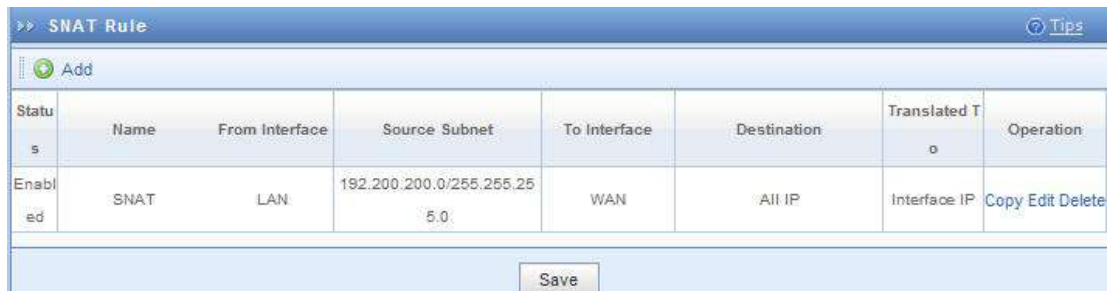 SNAT Rule
Tips
Add
Statu
s
Name
From Interface
Source Subnet
To Interface
Destination
Translated T
o
Operation
Enabl
ed
SNAT
LAN
192.200.200.0/255.255.25
5.0
WAN
All IP
Interface IP
Copy Edit Delete
Save